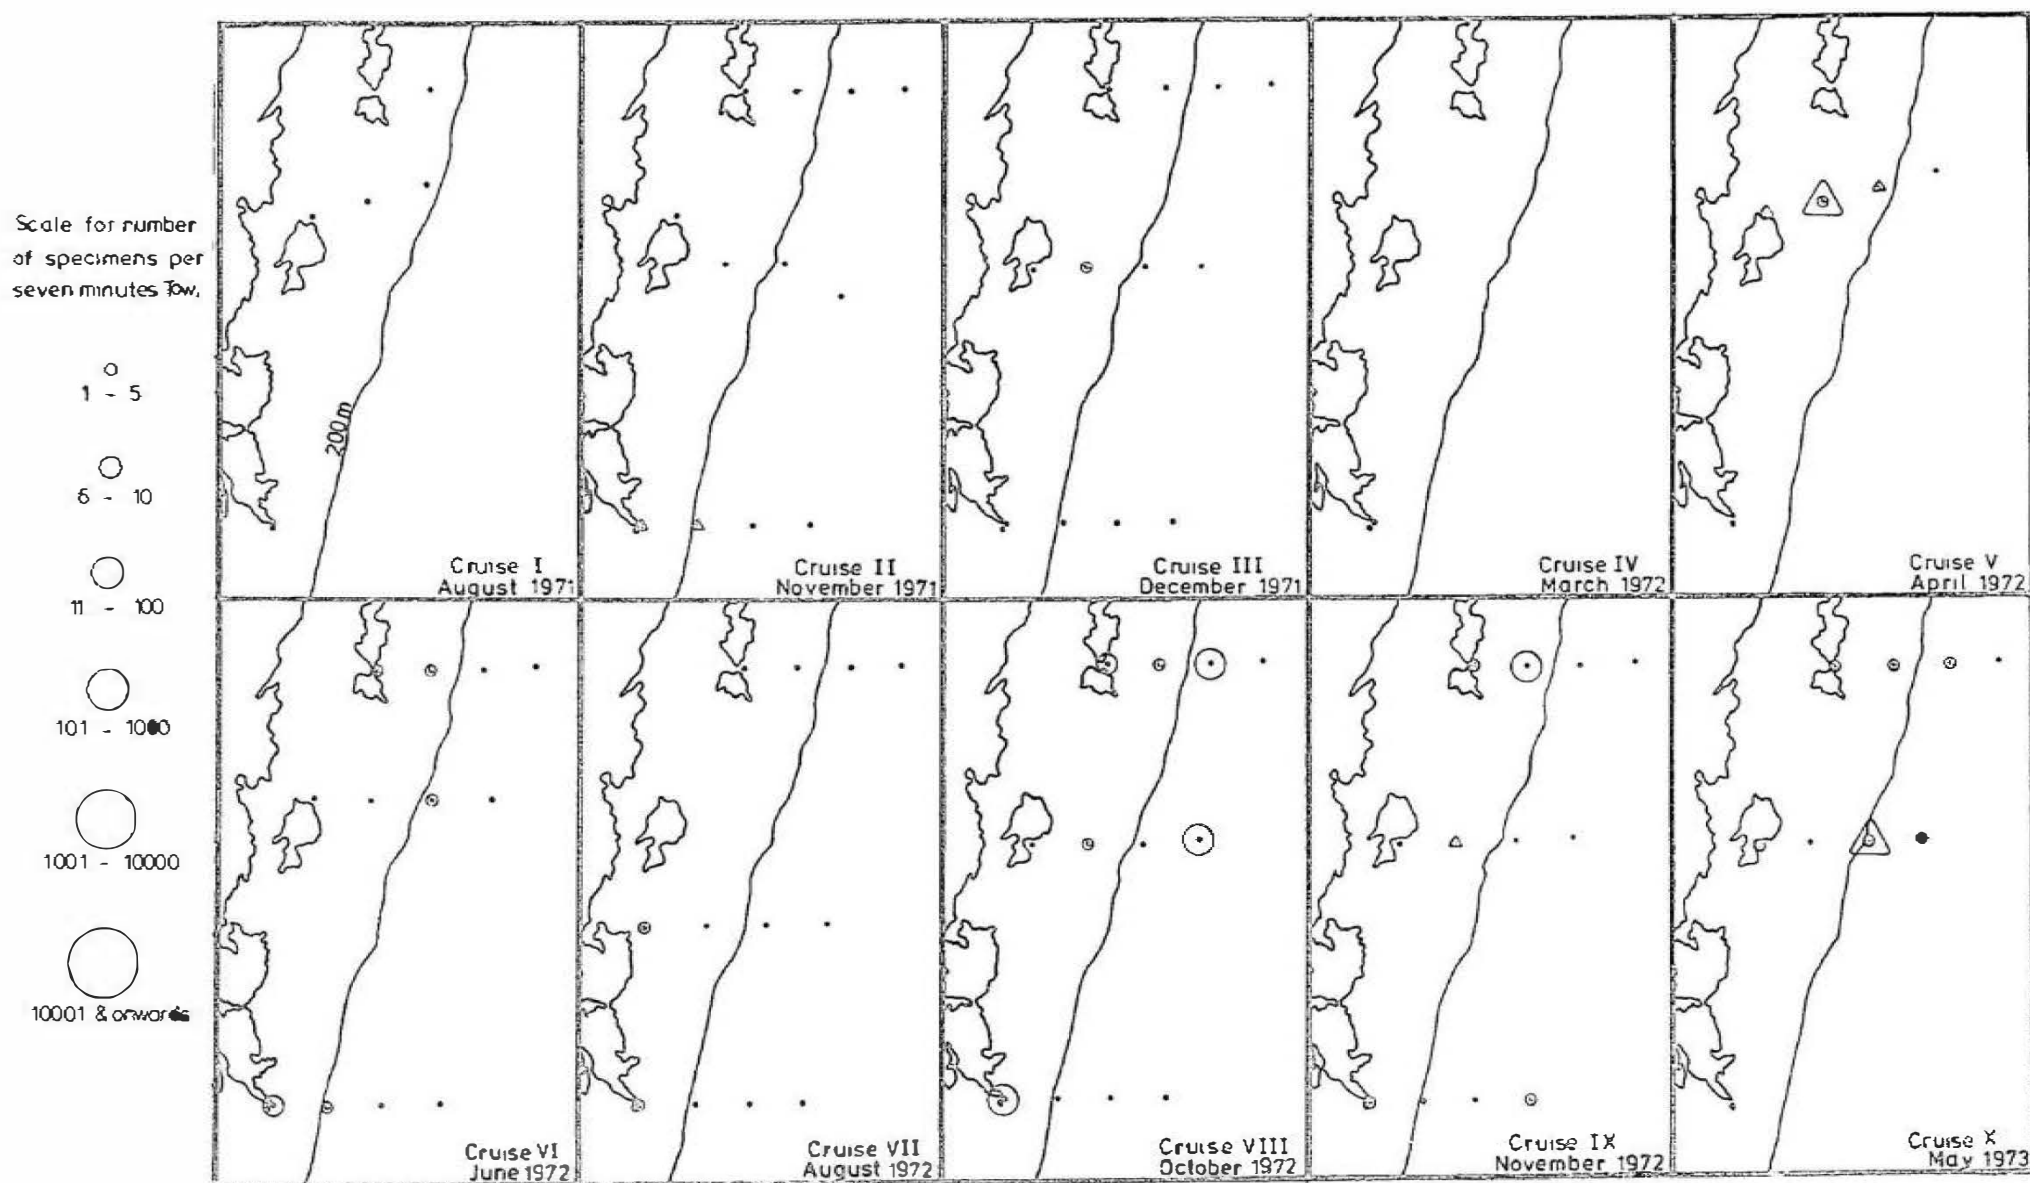 Scale for number
of specimens per
seven minutes Tow.
1 - 5
6 - 10
11 - 100
101 - 1000
1001 - 10000
10001 & onwards
200m
Cruise I
August 1971
Cruise II
November 1971
Cruise III
December 1971
Cruise IV
March 1972
Cruise V
April 1972
Cruise VI
June 1972
Cruise VII
August 1972
Cruise VIII
October 1972
Cruise IX
November 1972
Cruise X
May 1973